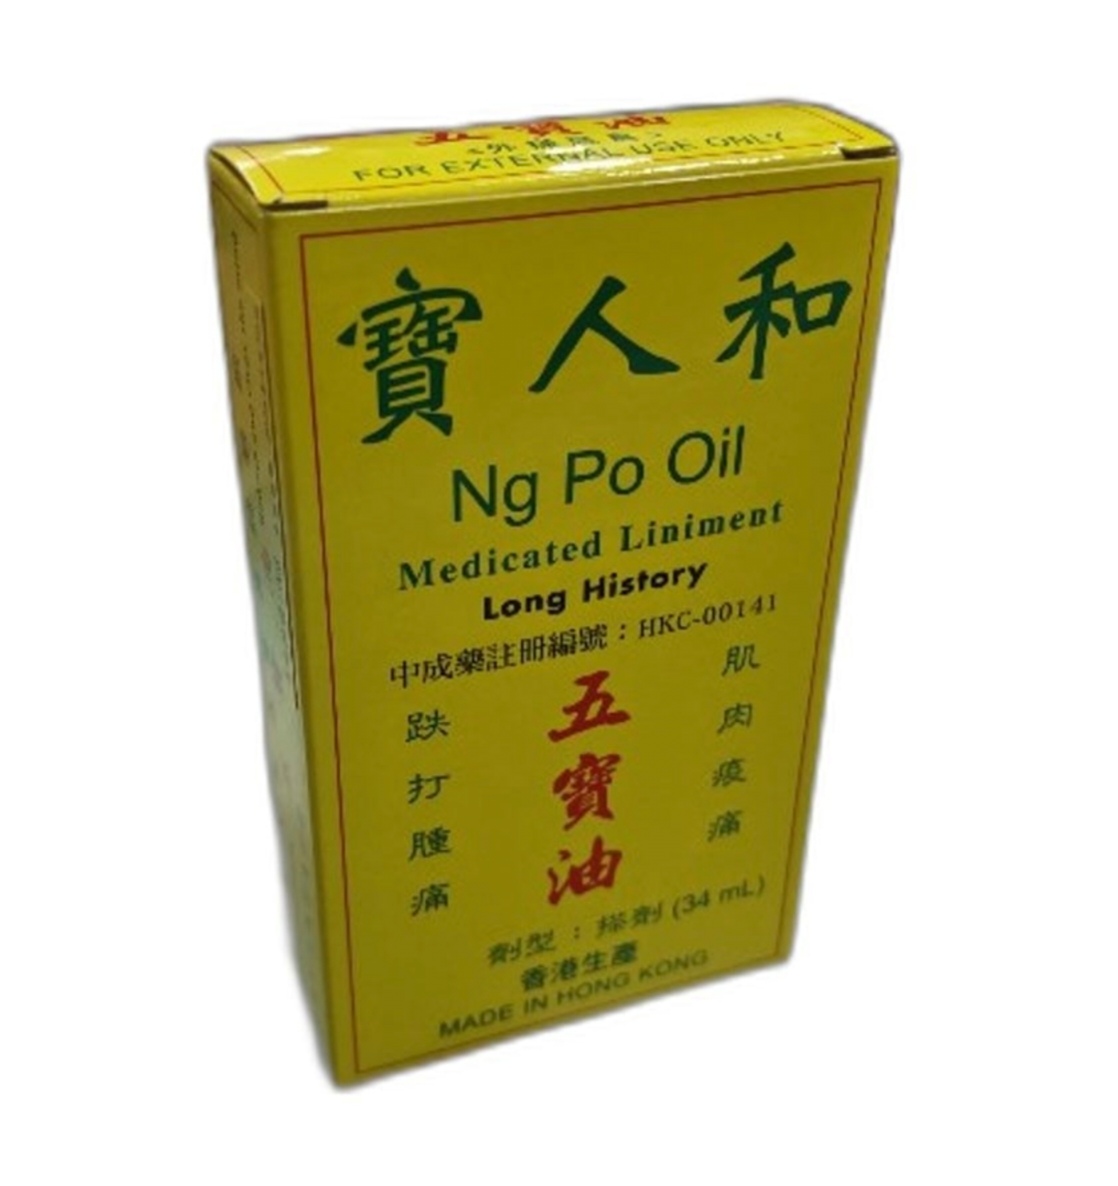 五寶油
FOR EXTERNAL USE ONLY
寶人和
Ng Po Oil
Medicated Liniment
Long History
中成藥註冊編號：HKC-00141
跌打腫痛
五寶油
肌肉痠痛
劑型：搽劑 (34 mL)
香港生產
MADE IN HONG KONG